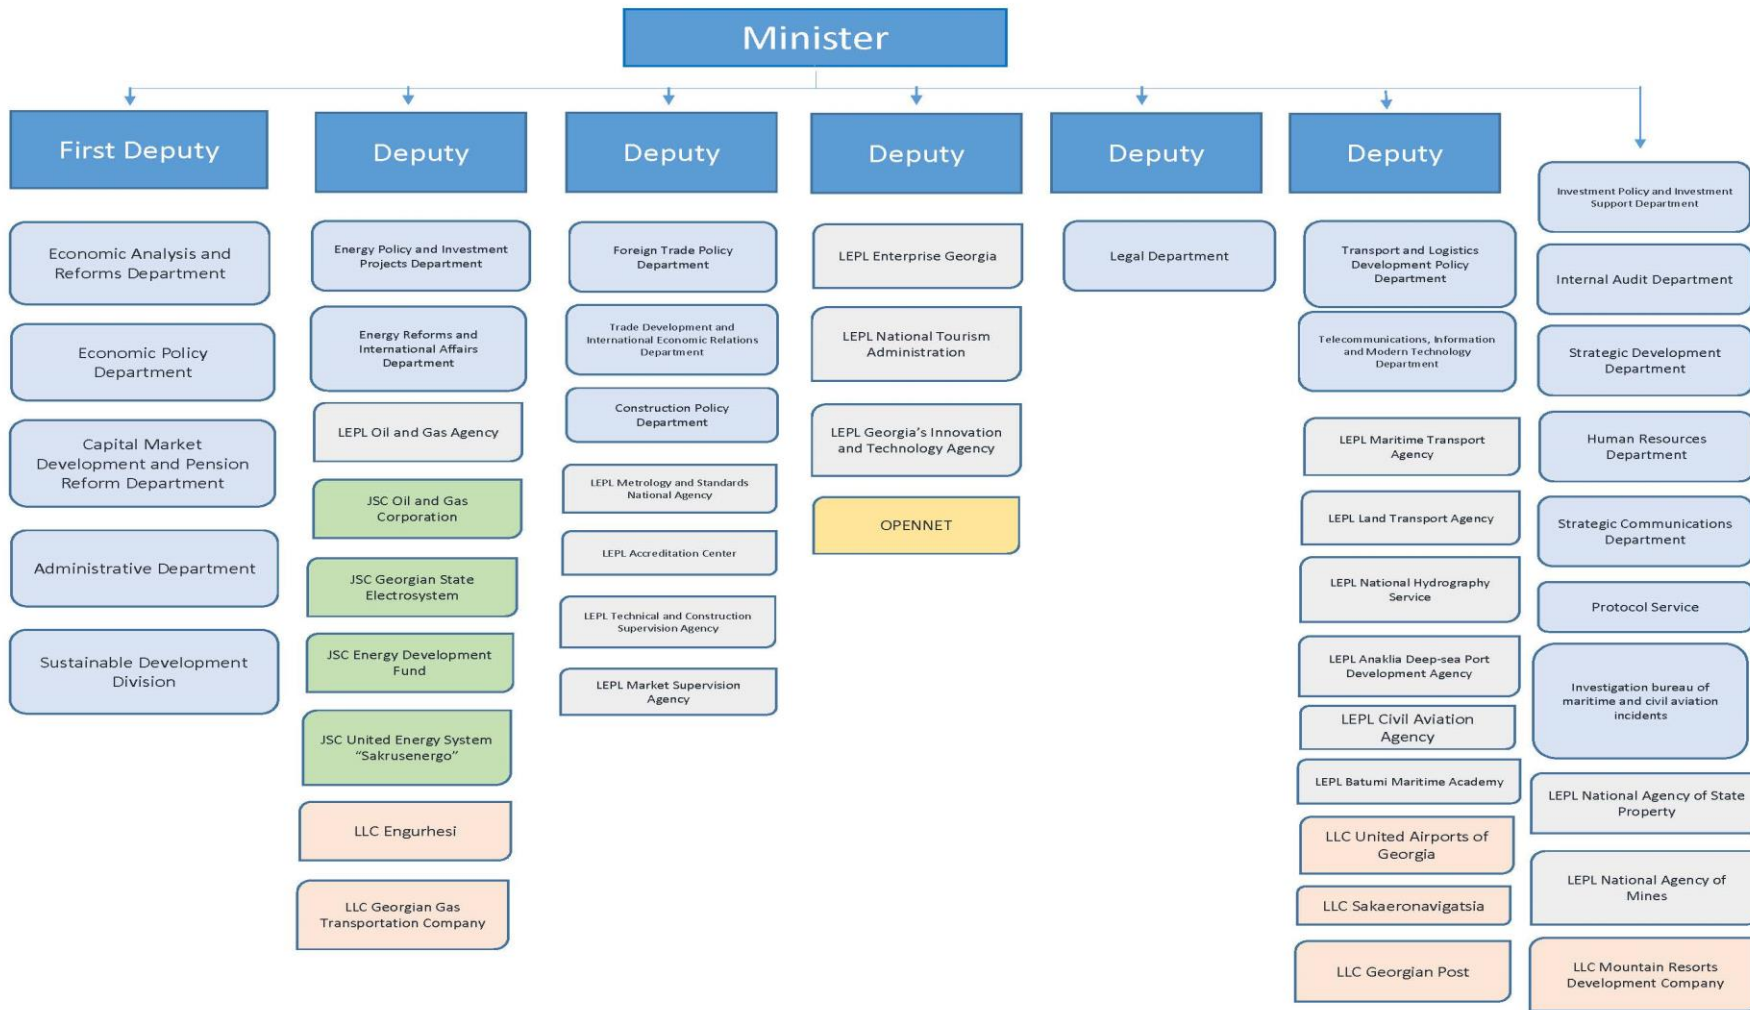 Minister
First Deputy
Economic Analysis and
Reforms Department
Economic Policy
Department
Capital Market
Development and Pension
Reform Department
Administrative Department
Sustainable Development
Division
Deputy
Energy Policy and Investment
Projects Department
Energy Reforms and
International Affairs
Department
LEPL Oil and Gas Agency
JSC Oil and Gas
Corporation
JSC Georgian State
Electrosystem
JSC Energy Development
Fund
JSC United Energy System
“Sakrusenergo”
LLC Engurhesi
LLC Georgian Gas
Transportation Company
Deputy
Foreign Trade Policy
Department
Trade Development and
International Economic Relations
Department
Construction Policy
Department
LEPL Metrology and Standards
National Agency
LEPL Accreditation Center
LEPL Technical and Construction
Supervision Agency
LEPL Market Supervision
Agency
Deputy
LEPL Enterprise Georgia
LEPL National Tourism
Administration
LEPL Georgia’s Innovation
and Technology Agency
OPENNET
Deputy
Legal Department
Deputy
Transport and Logistics
Development Policy
Department
Telecommunications, Information
and Modern Technology
Department
LEPL Maritime Transport
Agency
LEPL Land Transport Agency
LEPL National Hydrography
Service
LEPL Anaklia Deep-sea Port
Development Agency
LEPL Civil Aviation
Agency
LEPL Batumi Maritime Academy
LLC United Airports of
Georgia
LLC Sakaeronavigatsia
LLC Georgian Post
Investment Policy and Investment
Support Department
Internal Audit Department
Strategic Development
Department
Human Resources
Department
Strategic Communications
Department
Protocol Service
Investigation bureau of
maritime and civil aviation
incidents
LEPL National Agency of State
Property
LEPL National Agency of
Mines
LLC Mountain Resorts
Development Company